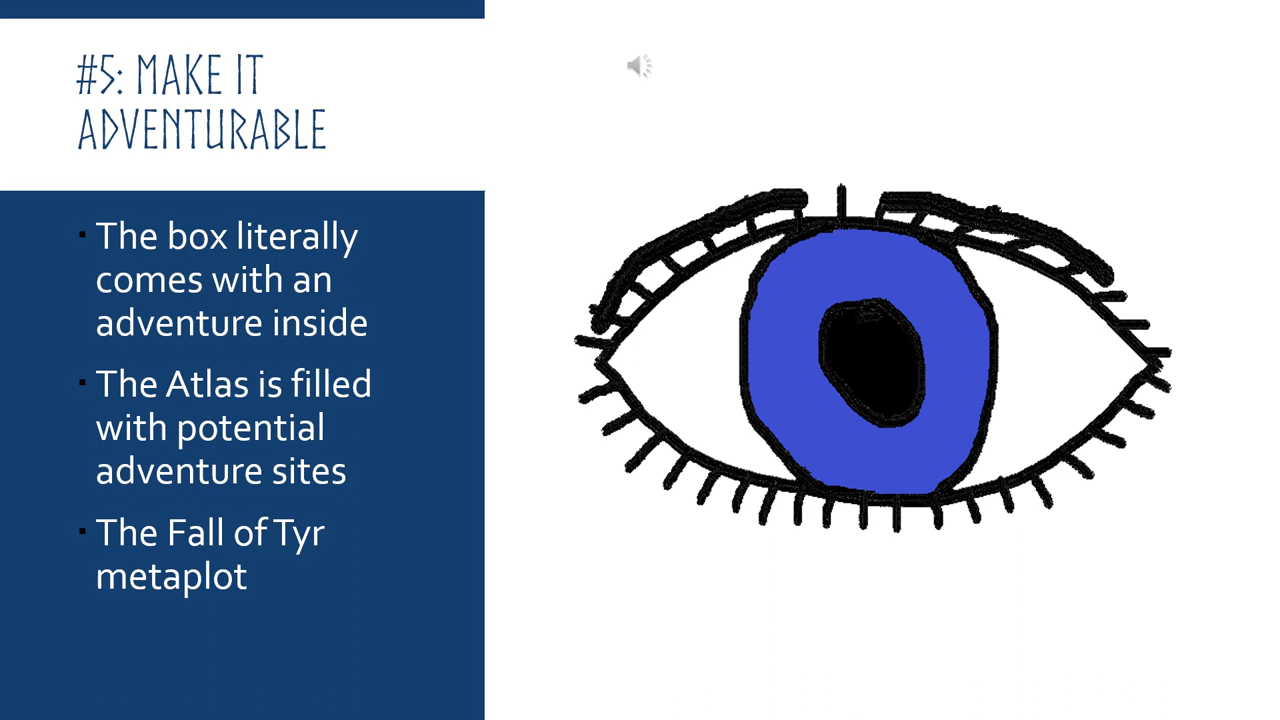 #5: MAKE IT
ADVENTURABLE
▪ The box literally
comes with an
adventure inside
▪ The Atlas is filled
with potential
adventure sites
▪ The Fall of Tyr
metaplot